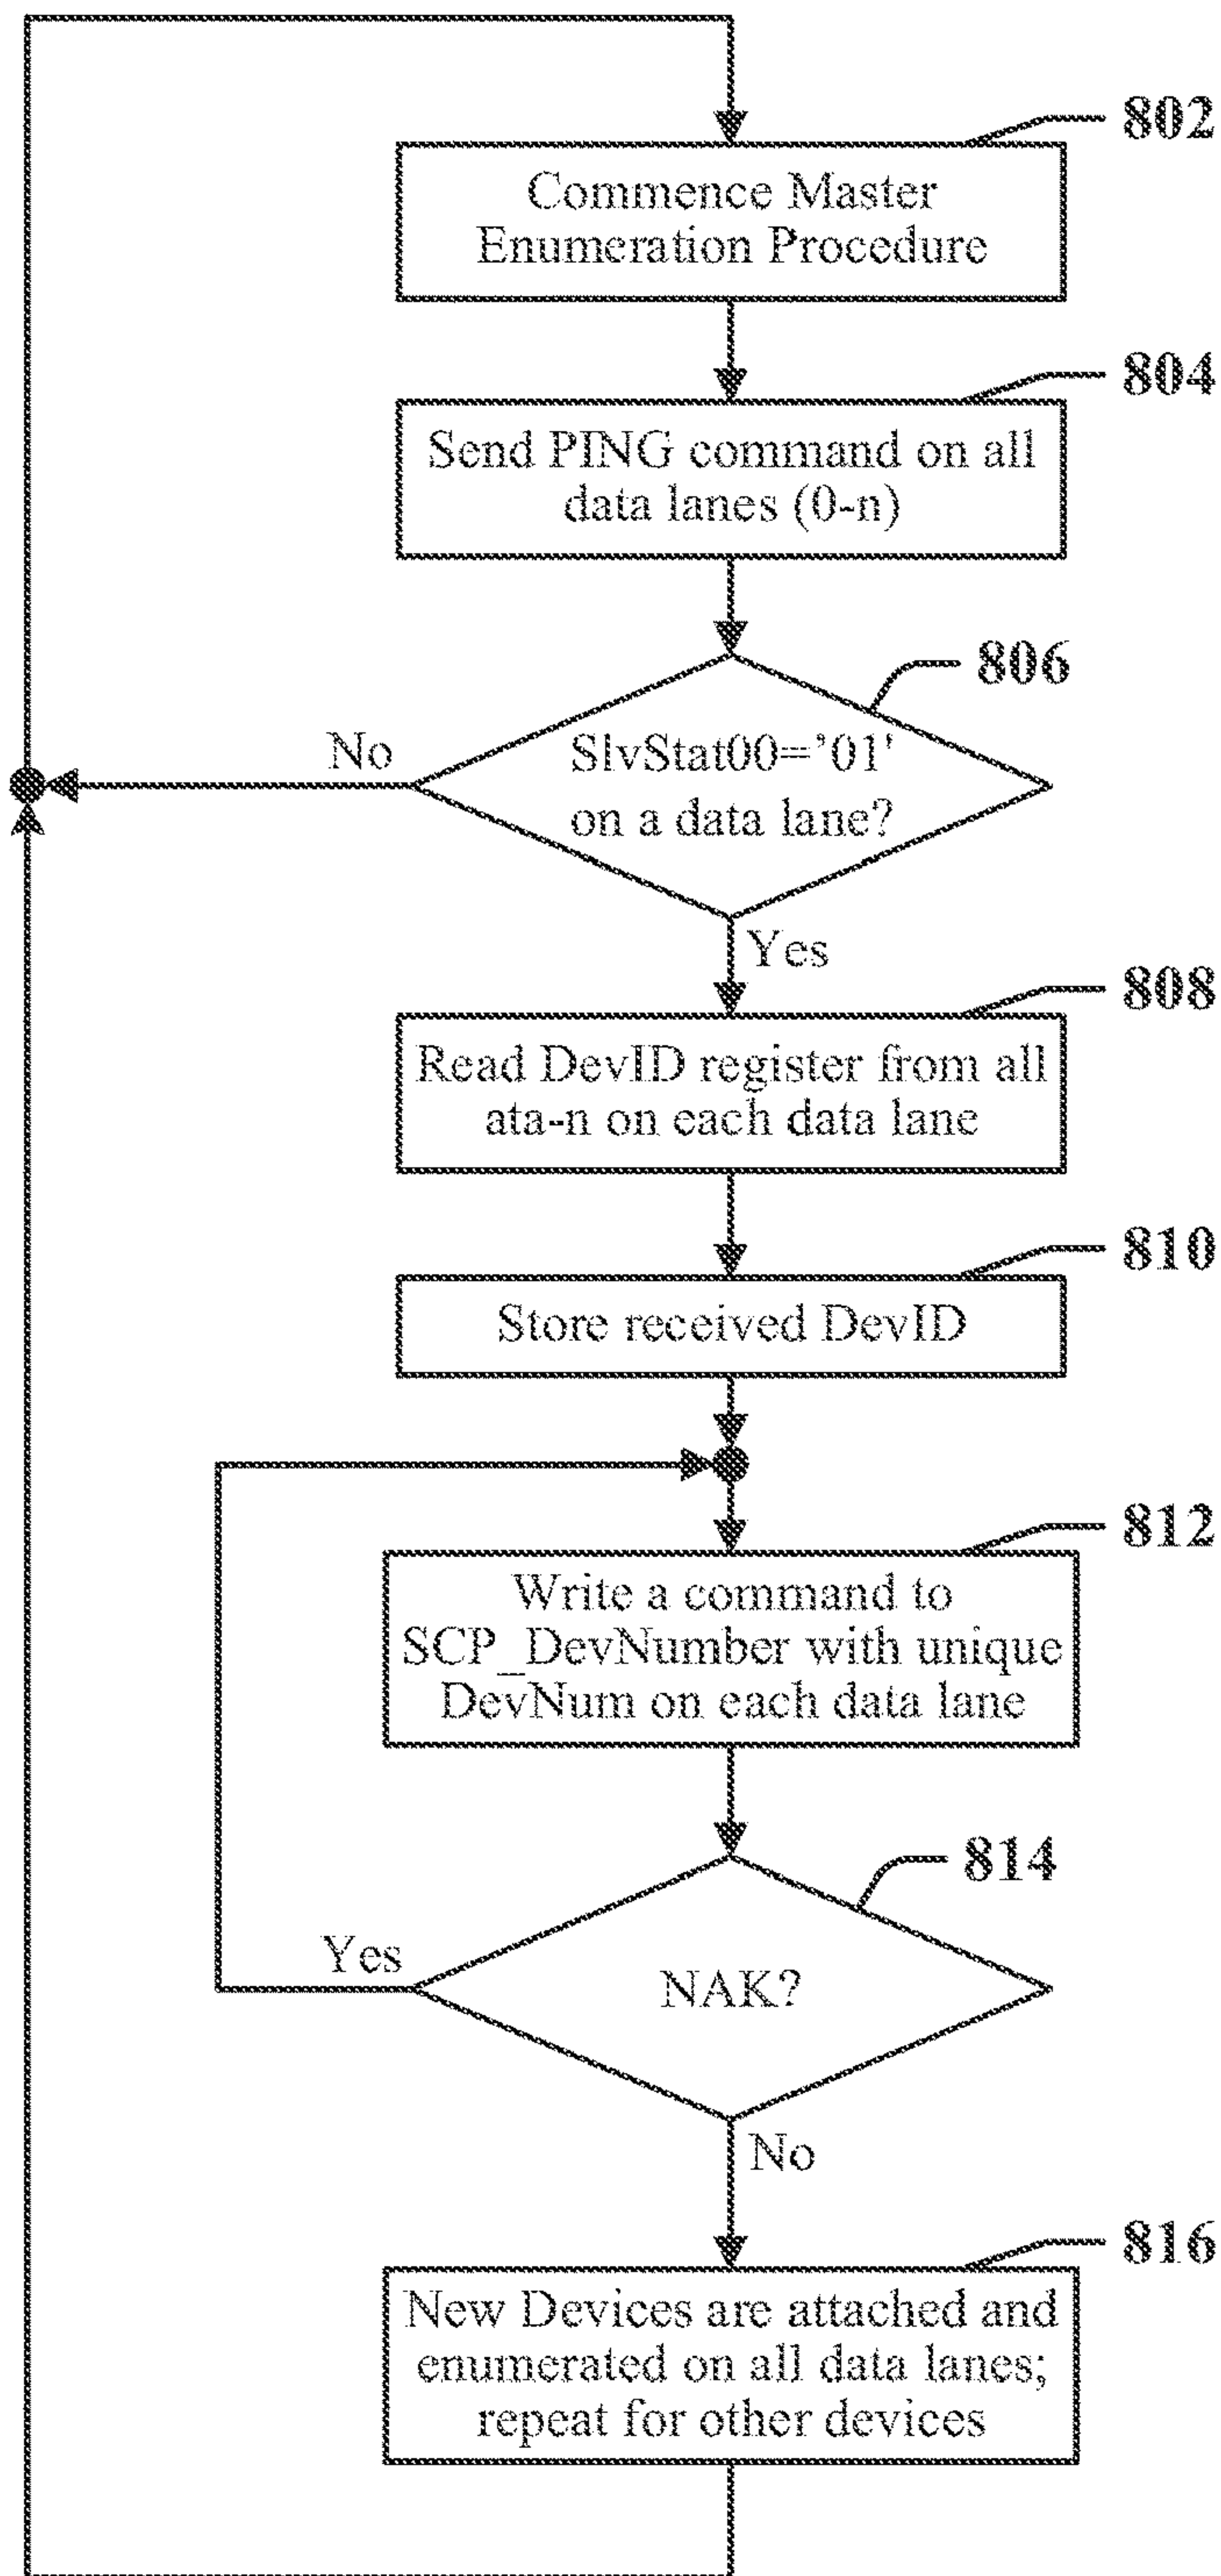 802
Commence Master
Enumeration Procedure
804
Send PING command on all
data lanes (0-n)
806
SlvStat00='01'
on a data lane?
No
Yes
808
Read DevID register from all
ata-n on each data lane
810
Store received DevID
812
Write a command to
SCP_DevNumber with unique
DevNum on each data lane
814
NAK?
Yes
No
816
New Devices are attached and
enumerated on all data lanes;
repeat for other devices